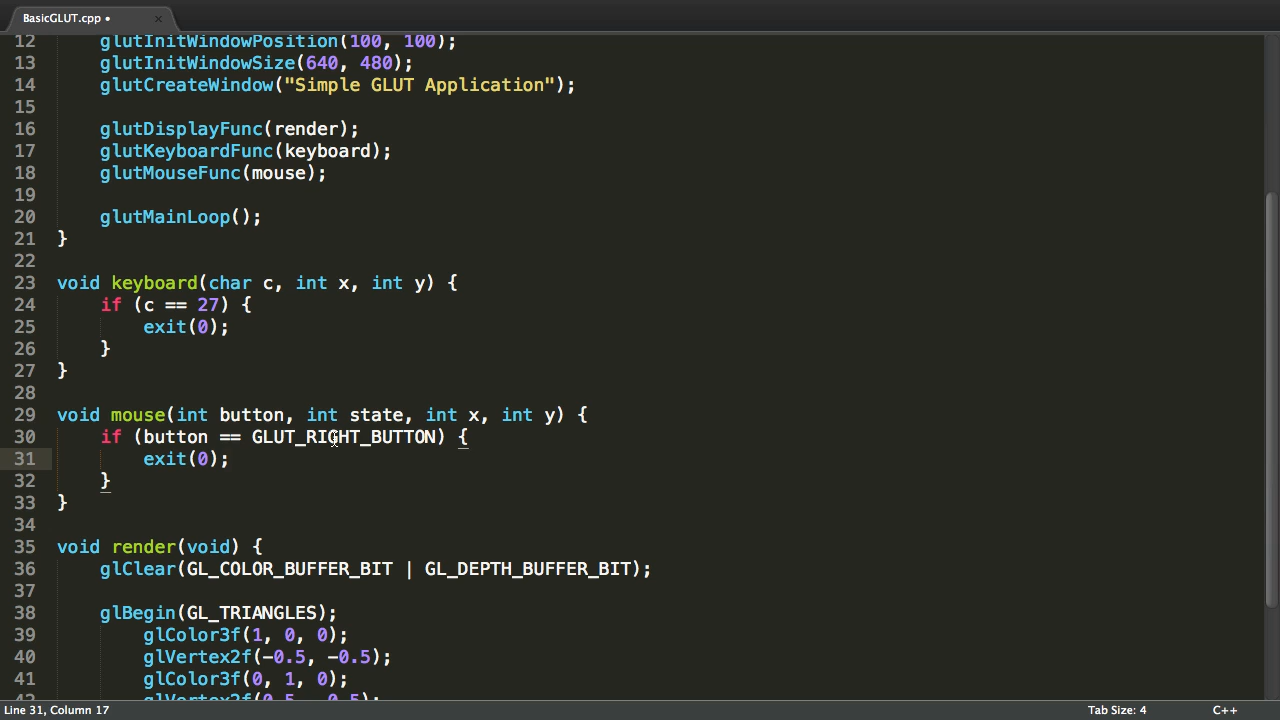 BasicGLUT.cpp •
12 glutInitWindowPosition(100, 100);
13 glutInitWindowSize(640, 480);
14 glutCreateWindow("Simple GLUT Application");
15
16 glutDisplayFunc(render);
17 glutKeyboardFunc(keyboard);
18 glutMouseFunc(mouse);
19
20 glutMainLoop();
21 }
22
23 void keyboard(char c, int x, int y) {
24 if (c == 27) {
25 exit(0);
26 }
27 }
28
29 void mouse(int button, int state, int x, int y) {
30 if (button == GLUT_RIGHT_BUTTON) {
31 exit(0);
32 }
33 }
34
35 void render(void) {
36 glClear(GL_COLOR_BUFFER_BIT | GL_DEPTH_BUFFER_BIT);
37
38 glBegin(GL_TRIANGLES);
39 glColor3f(1, 0, 0);
40 glVertex2f(-0.5, -0.5);
41 glColor3f(0, 1, 0);
Line 31, Column 17
Tab Size: 4
C++